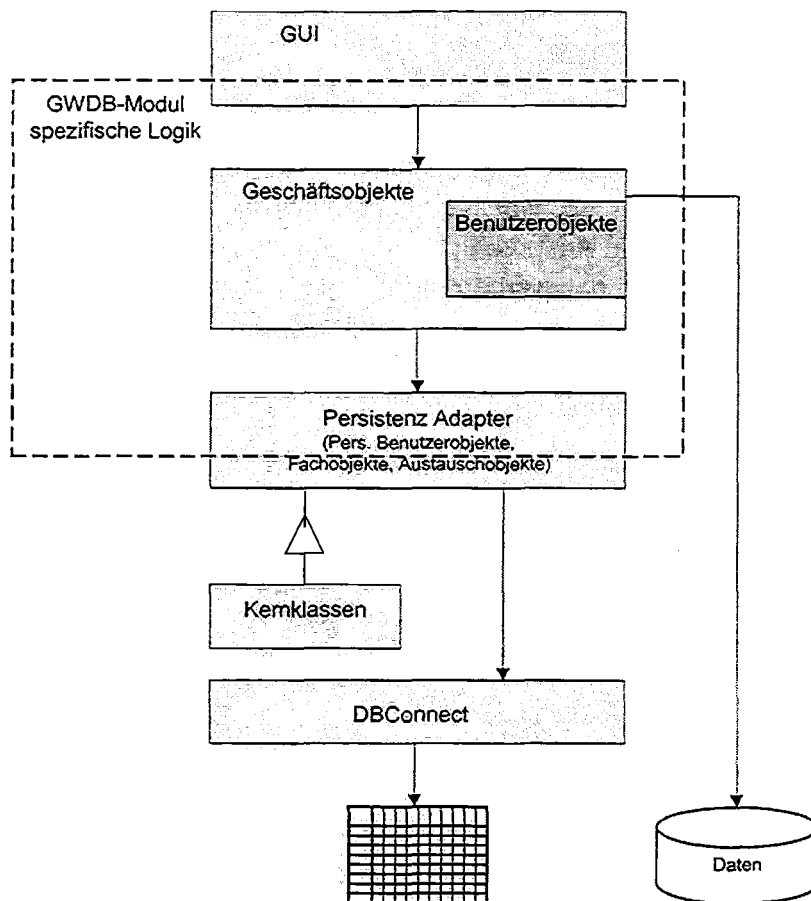 GUI
GWDB-Modul
spezifische Logik
Geschäftsobjekte
Benutzerobjekte
Persistenz Adapter
(Pers. Benutzerobjekte,
Fachobjekte, Austauschobjekte)
Kernklassen
DBConnect
Daten